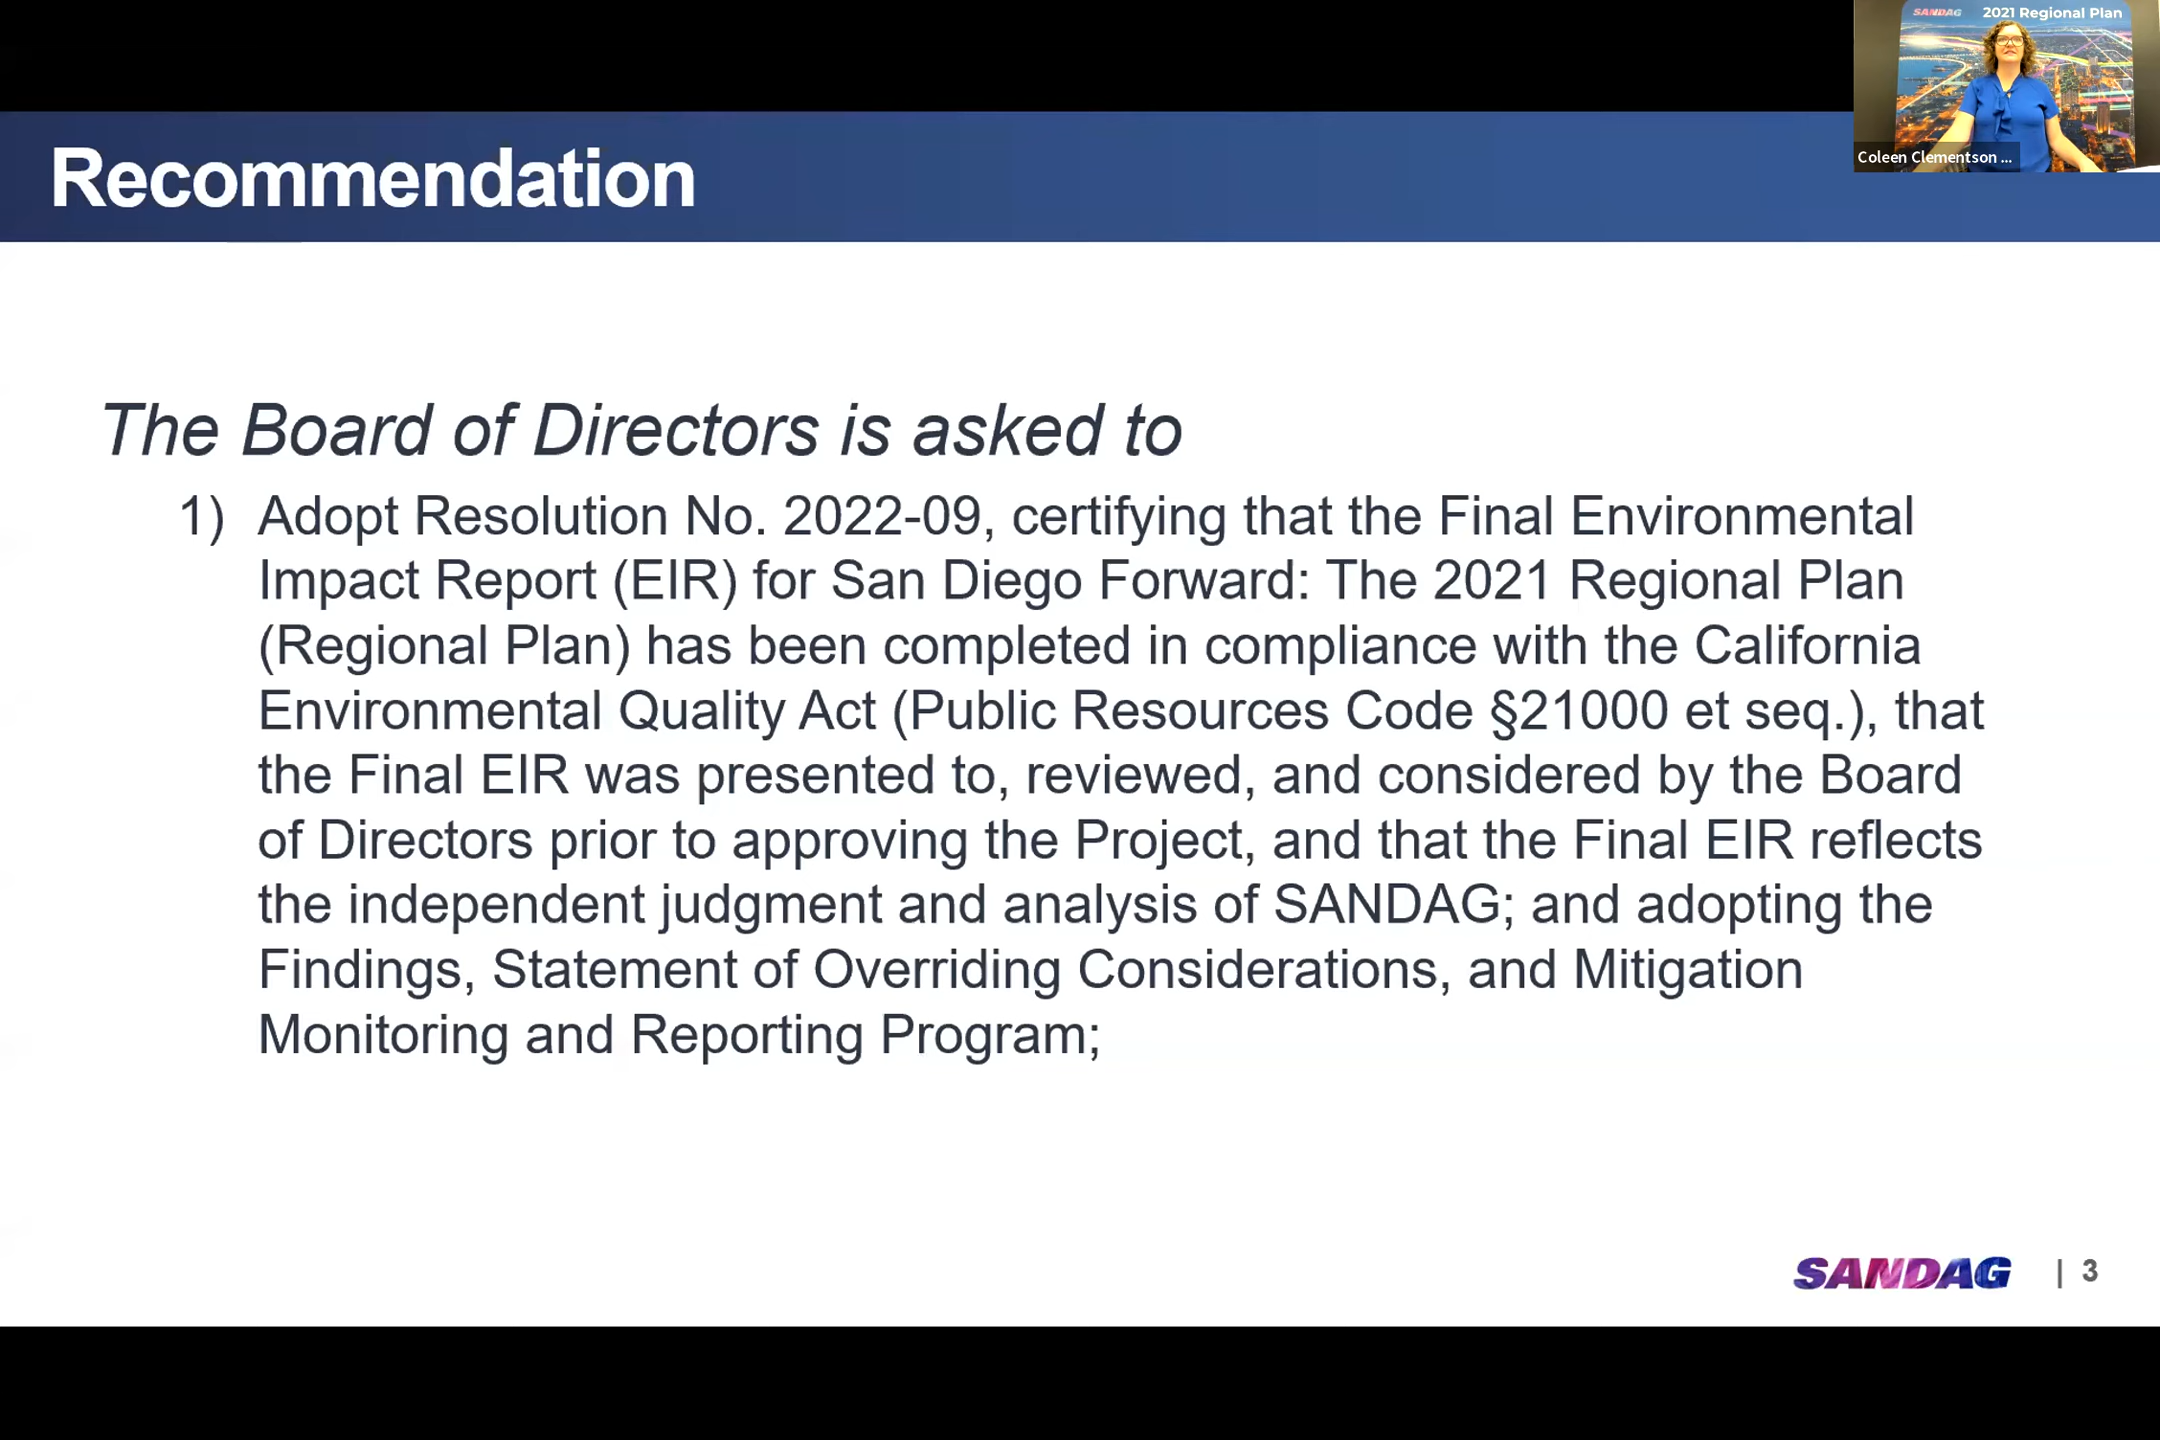 SANDAG 2021 Regional Plan
Coleen Clementson ...
Recommendation
The Board of Directors is asked to
1) Adopt Resolution No. 2022-09, certifying that the Final Environmental
Impact Report (EIR) for San Diego Forward: The 2021 Regional Plan
(Regional Plan) has been completed in compliance with the California
Environmental Quality Act (Public Resources Code §21000 et seq.), that
the Final EIR was presented to, reviewed, and considered by the Board
of Directors prior to approving the Project, and that the Final EIR reflects
the independent judgment and analysis of SANDAG; and adopting the
Findings, Statement of Overriding Considerations, and Mitigation
Monitoring and Reporting Program;
SANDAG | 3